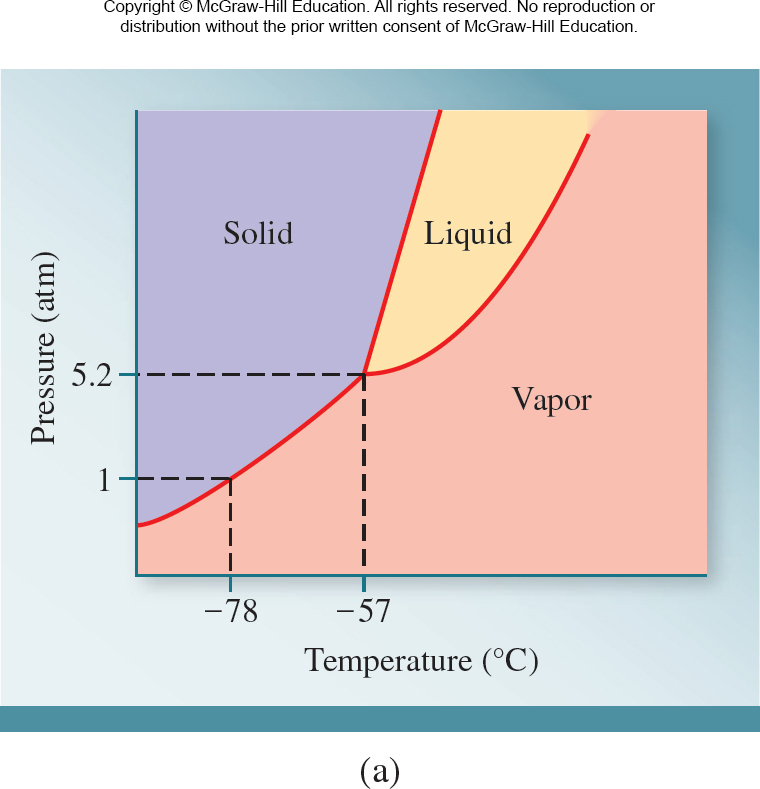 Copyright © McGraw-Hill Education. All rights reserved. No reproduction or
distribution without the prior written consent of McGraw-Hill Education.
Solid
Liquid
Pressure (atm)
5.2
Vapor
1
−78
−57
Temperature (°C)
(a)